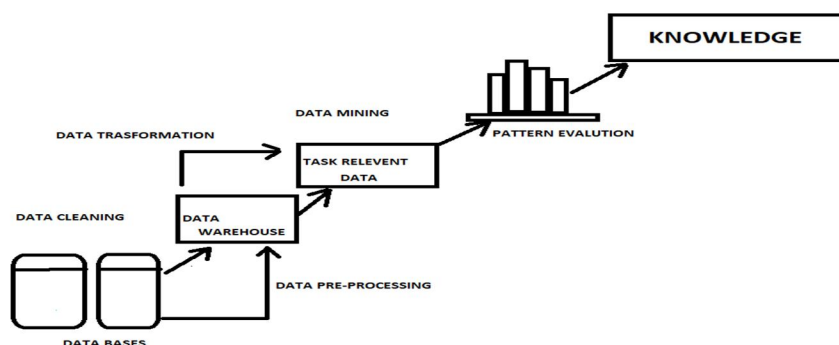 KNOWLEDGE
DATA MINING
DATA TRASFORMATION
PATTERN EVALUTION
TASK RELEVENT
DATA
DATA CLEANING
DATA
WAREHOUSE
DATA PRE-PROCESSING
DATA BASES